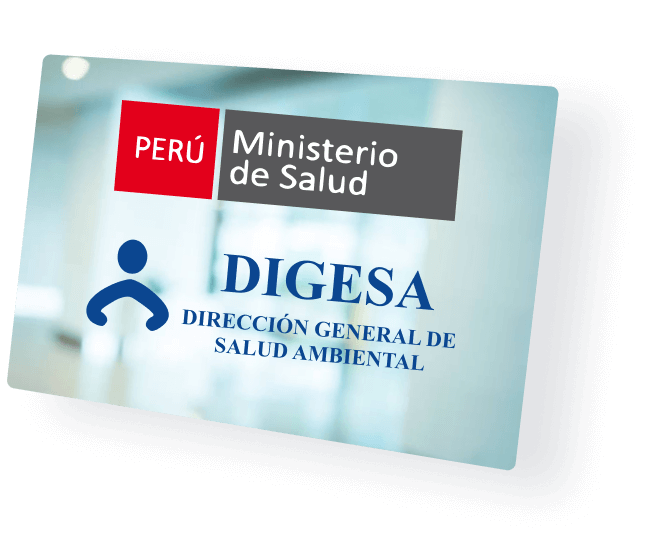 PERÚ
Ministerio
de Salud
DIGESA
DIRECCIÓN GENERAL DE
SALUD AMBIENTAL